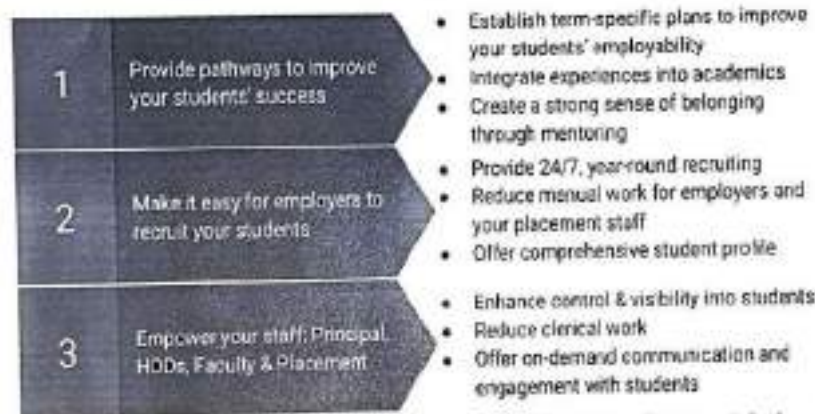 1
Provide pathways to improve
your students' success
• Establish term-specific plans to improve
your students' employability
• Integrate experiences into academics
• Create a strong sense of belonging
through mentoring
2
Make it easy for employers to
recruit your students
• Provide 24/7, year-round recruiting
• Reduce manual work for employers and
your placement staff
• Offer comprehensive student profile
3
Empower your staff: Principal,
HODs, Faculty & Placement
• Enhance control & visibility into students
• Reduce clerical work
• Offer on-demand communication and
engagement with students